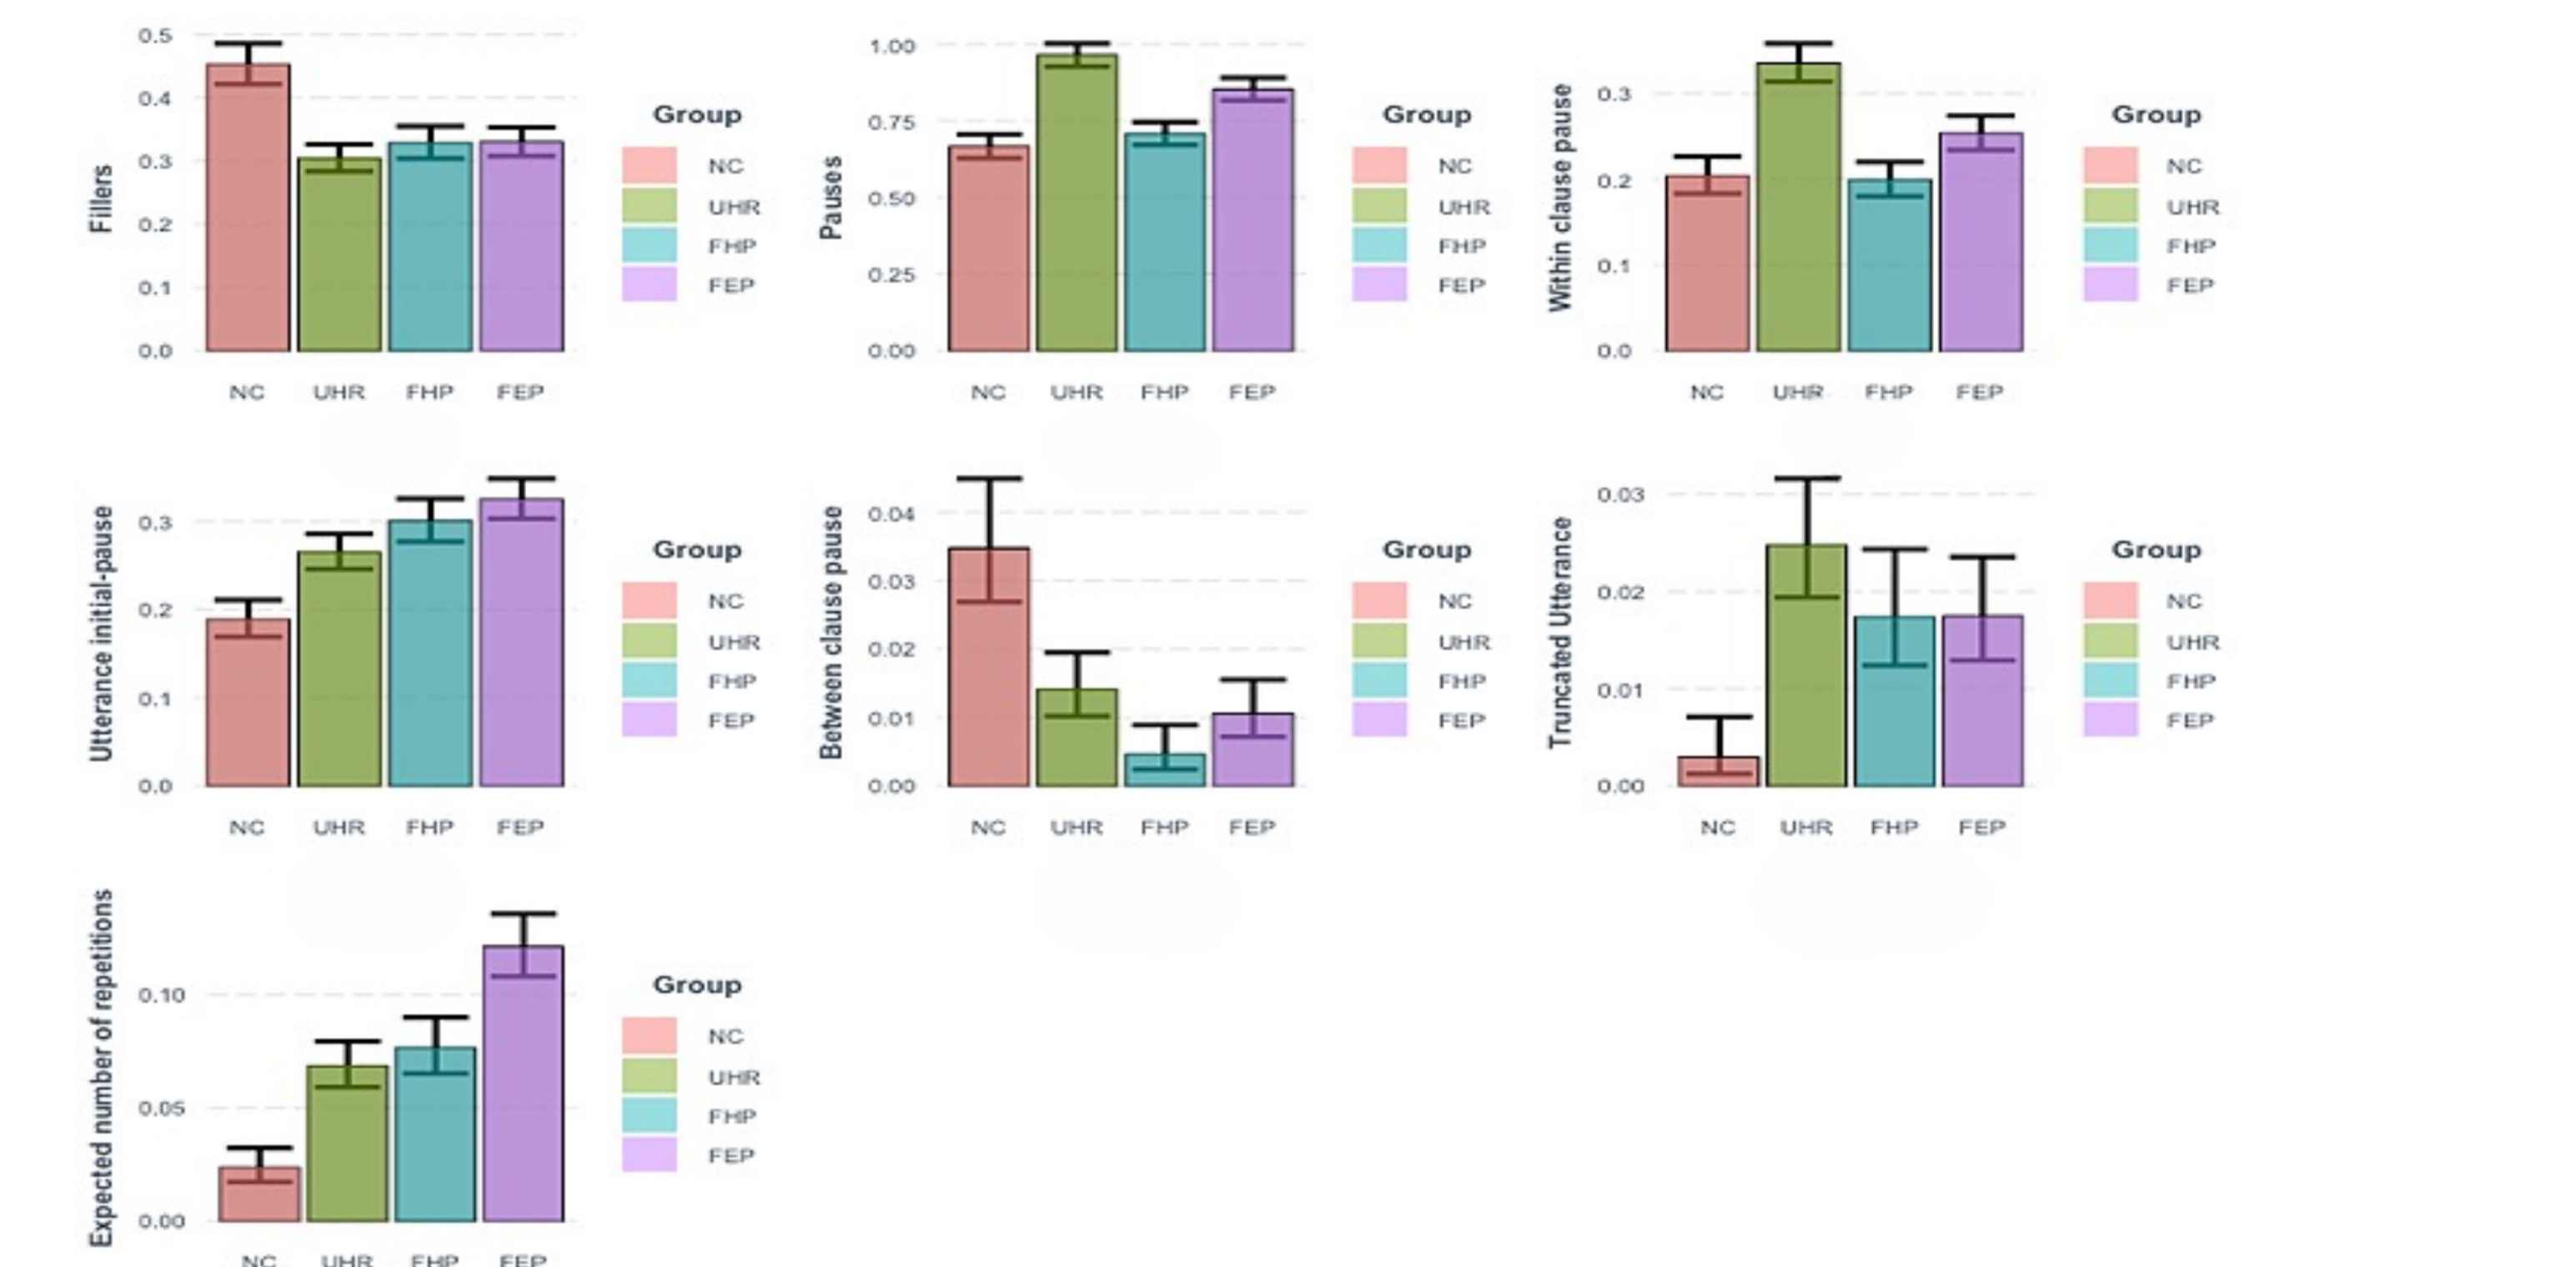 Fillers
0.5
0.4
0.3
0.2
0.1
0.0
NC UHR FHP FEP
Group
NC
UHR
FHP
FEP
Pauses
1.00
0.75
0.50
0.25
0.00
NC UHR FHP FEP
Group
NC
UHR
FHP
FEP
Within clause pause
0.3
0.2
0.1
0.0
NC UHR FHP FEP
Group
NC
UHR
FHP
FEP
Utterance initial-pause
0.3
0.2
0.1
0.0
NC UHR FHP FEP
Group
NC
UHR
FHP
FEP
Between clause pause
0.04
0.03
0.02
0.01
0.00
NC UHR FHP FEP
Group
NC
UHR
FHP
FEP
Truncated Utterance
0.03
0.02
0.01
0.00
NC UHR FHP FEP
Group
NC
UHR
FHP
FEP
Expected number of repetitions
0.10
0.05
0.00
NC UHR FHP FEP
Group
NC
UHR
FHP
FEP